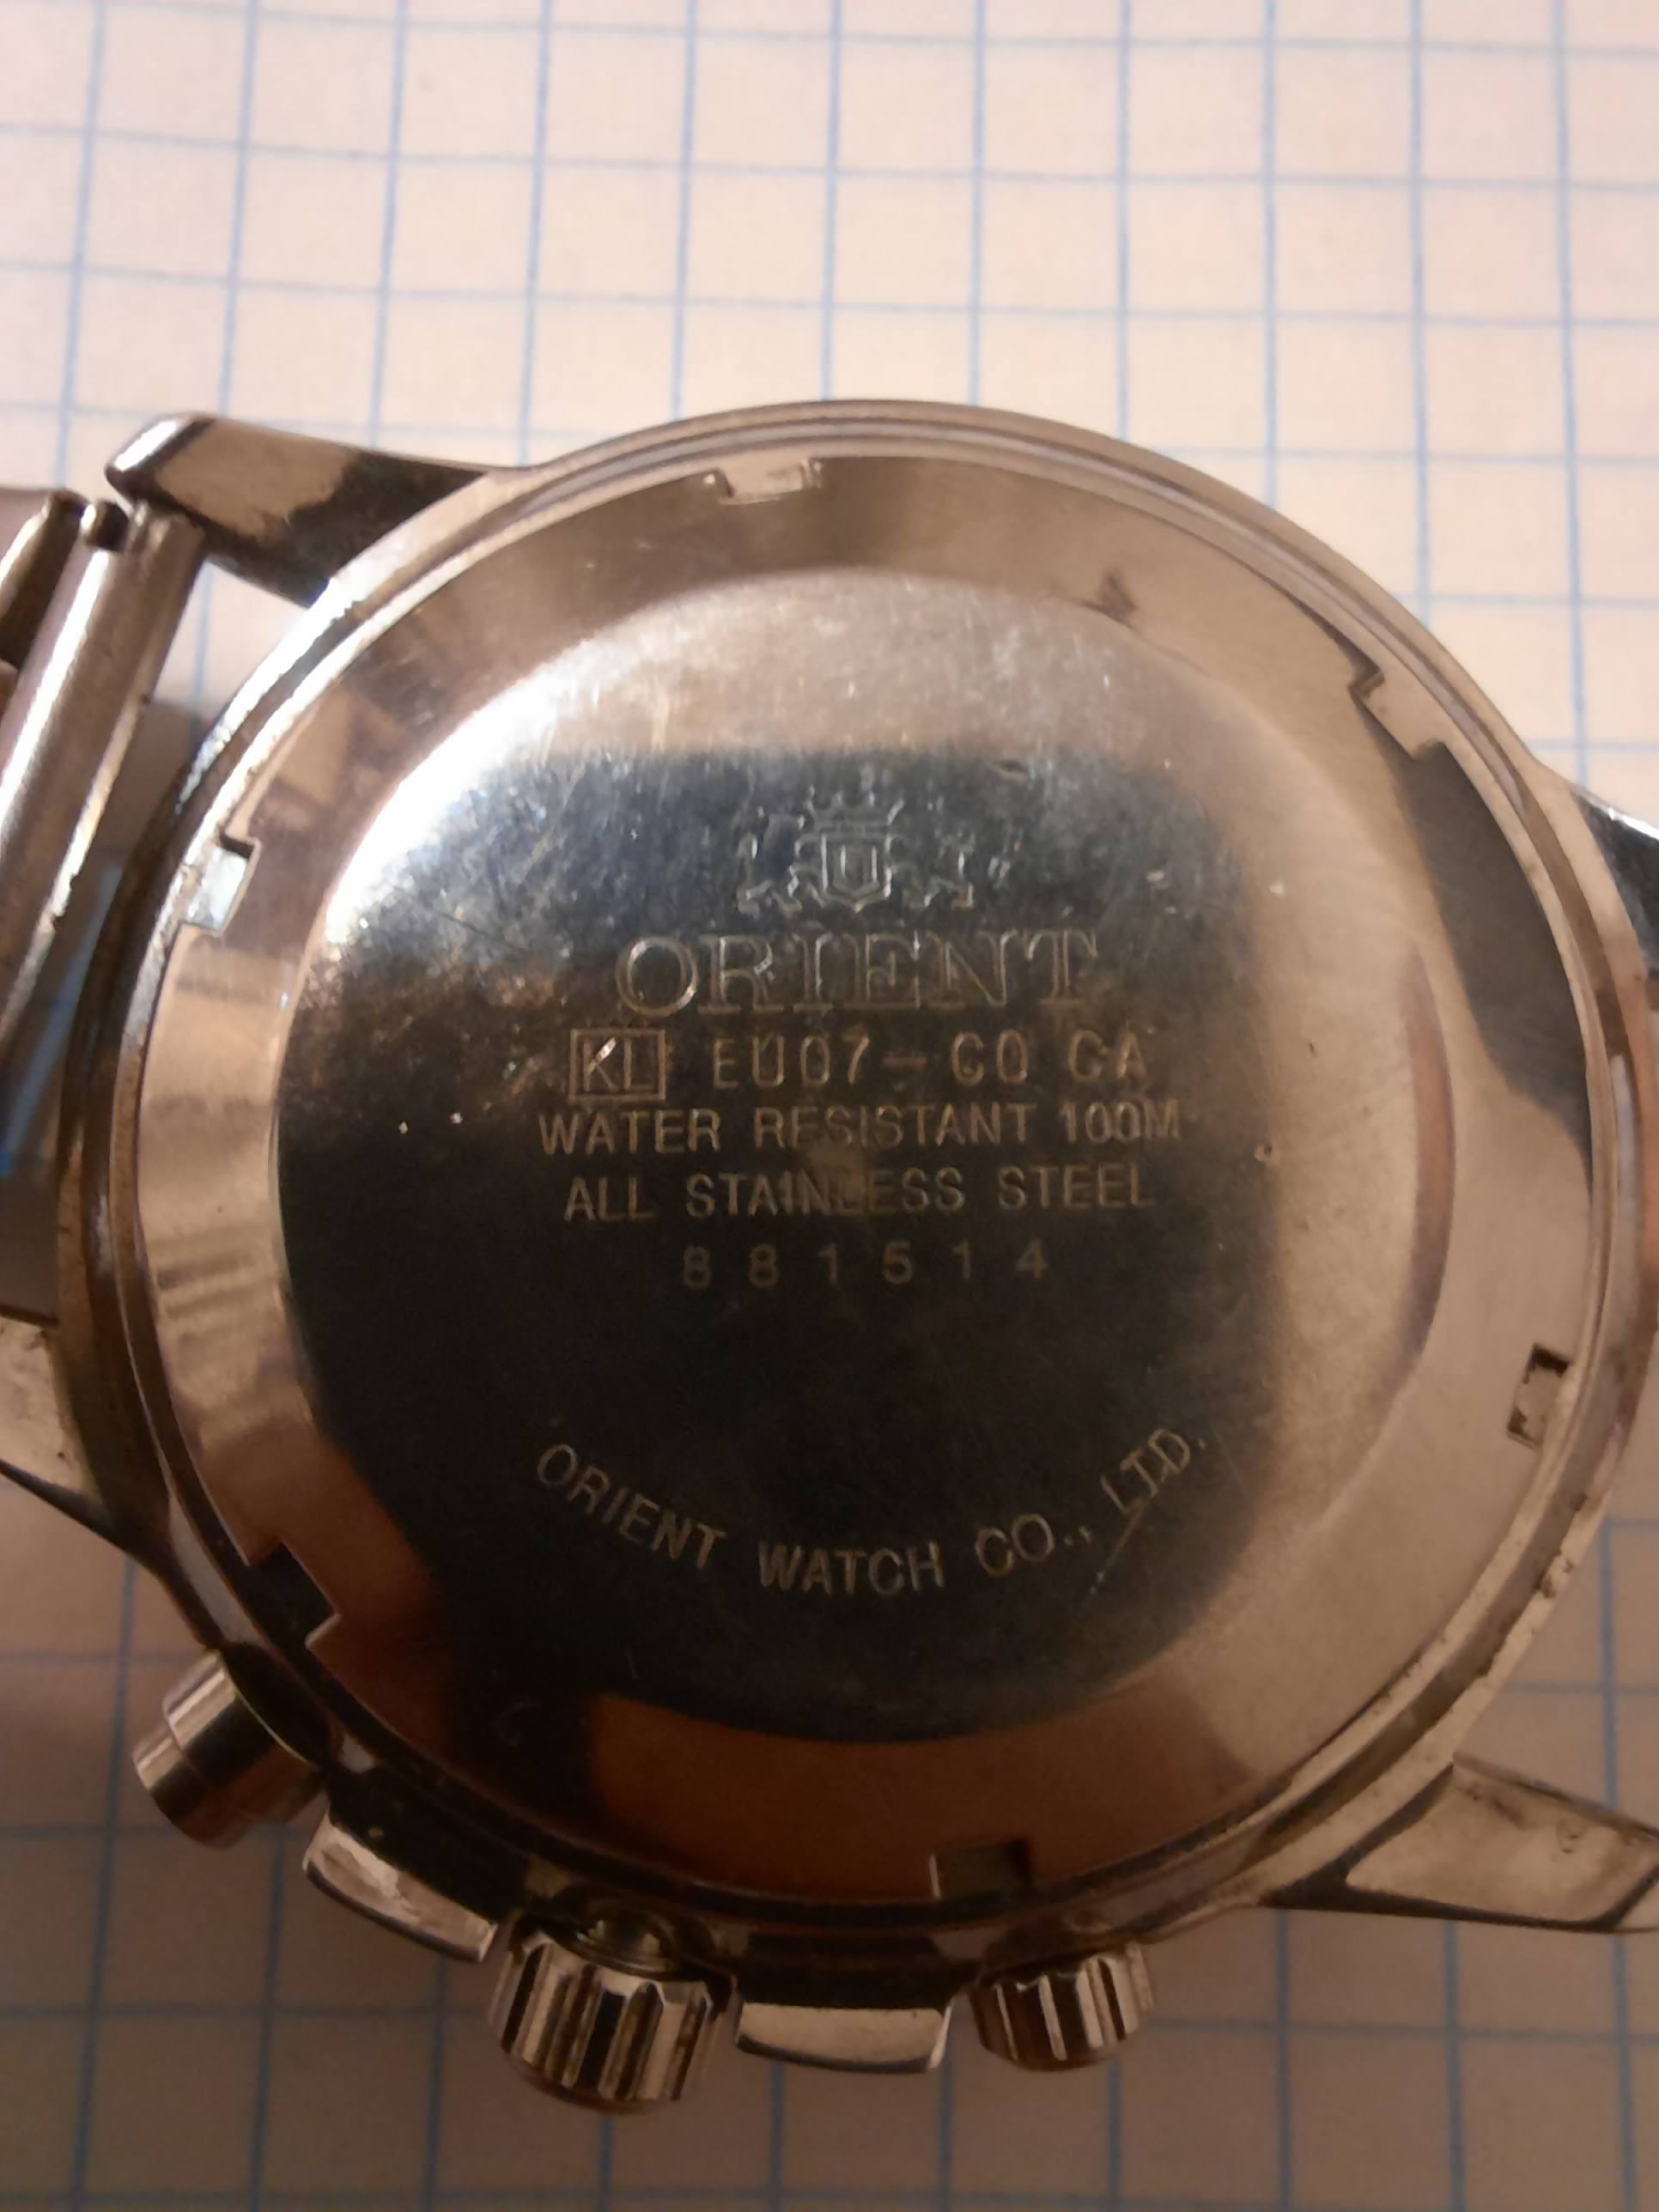 ORIENT
KL EU07-C0 CA
WATER RESISTANT 100M
ALL STAINLESS STEEL
881514
ORIENT WATCH CO., LTD.